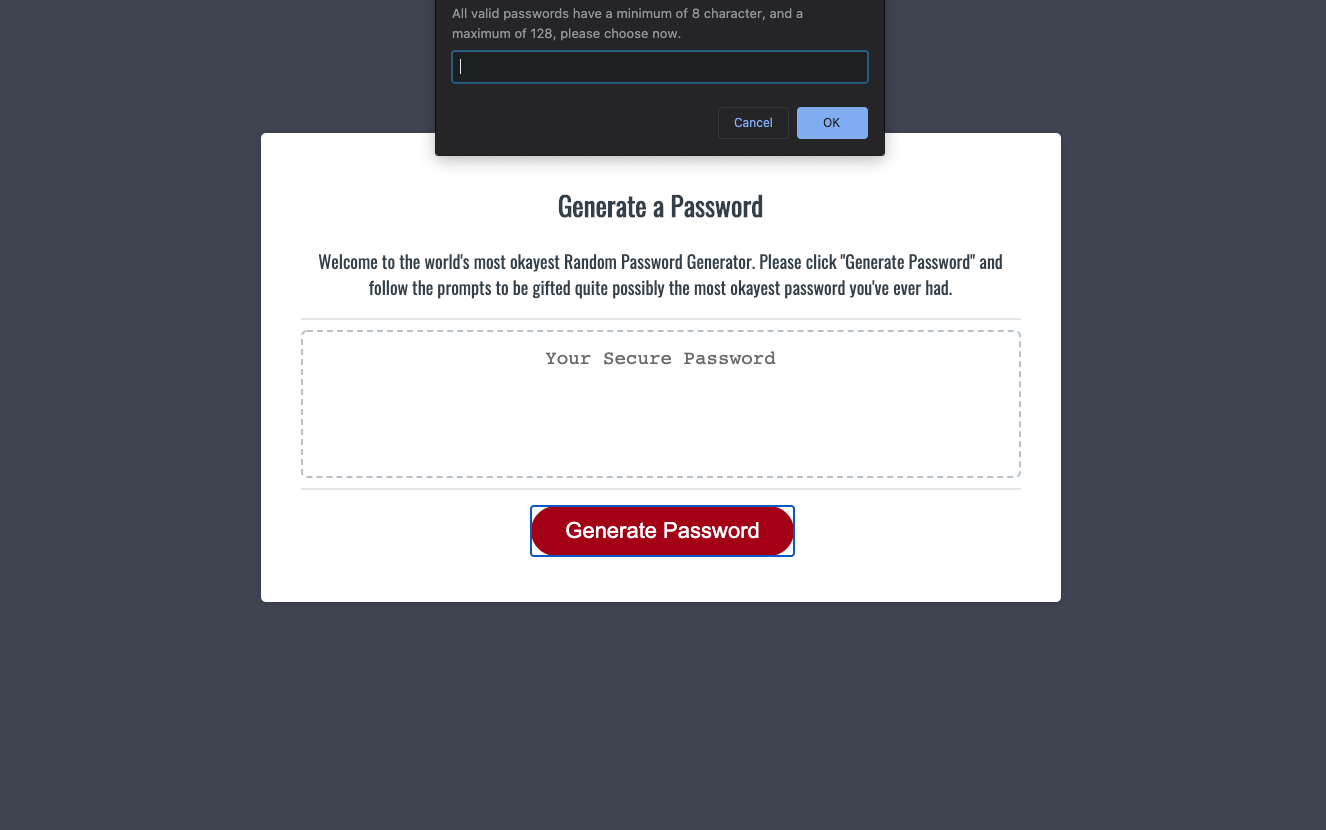 All valid passwords have a minimum of 8 character, and a
maximum of 128, please choose now.
Cancel
OK
Generate a Password
Welcome to the world's most okayest Random Password Generator. Please click "Generate Password" and
follow the prompts to be gifted quite possibly the most okayest password you've ever had.
Your Secure Password
Generate Password